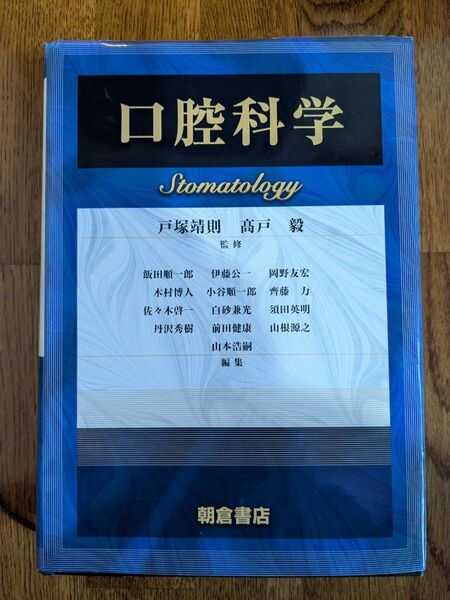 口腔科学
Stomatology
戸塚靖則　髙戸　毅
監修
飯田順一郎　伊藤公一　岡野友宏
木村博人　小谷順一郎　齊藤　力
佐々木啓一　白砂兼光　須田英明
丹沢秀樹　前田健康　山根源之
山本浩嗣
編集
朝倉書店